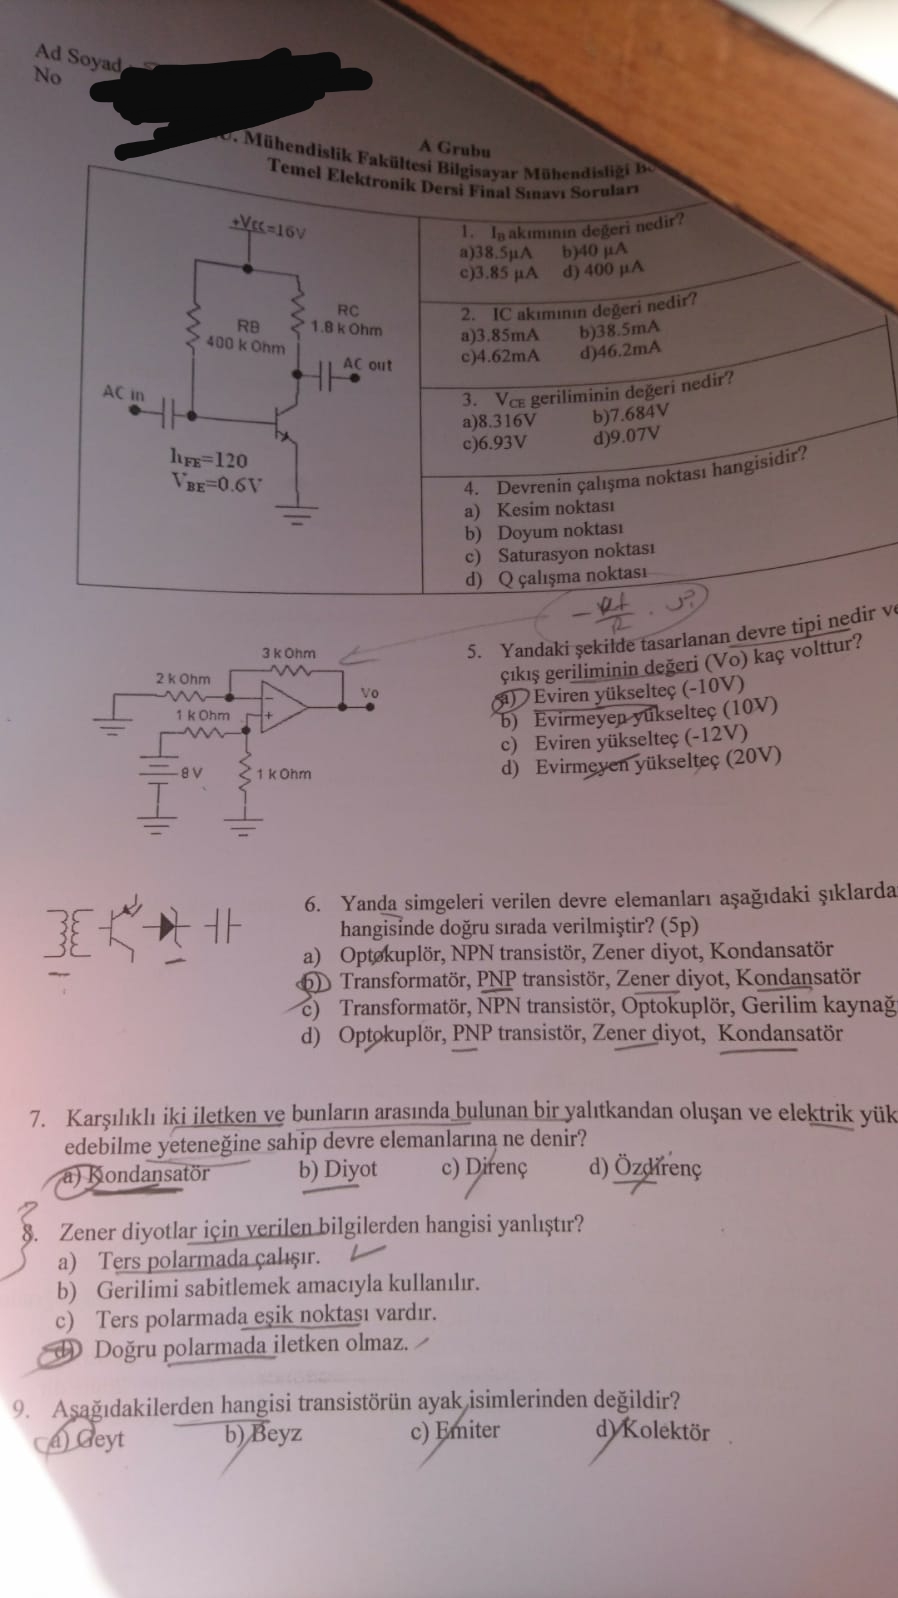 Ad Soyad
No
A Grubu
Mühendislik Fakültesi Bilgisayar Mühendisliği
Temel Elektronik Dersi Final Sınavı Soruları
+VCC=16V
RB
400 k Ohm
RC
1.8 k Ohm
AC out
AC in
hFE=120
VBE=0.6V
1. IB akımının değeri nedir?
a)38.5µA b)40 µA
c)3.85 µA d) 400 µA
2. IC akımının değeri nedir?
a)3.85mA b)38.5mA
c)4.62mA d)46.2mA
3. VCE geriliminin değeri nedir?
a)8.316V b)7.684V
c)6.93V d)9.07V
4. Devrenin çalışma noktası hangisidir?
a) Kesim noktası
b) Doyum noktası
c) Saturasyon noktası
d) Q çalışma noktası
3 k Ohm
2 k Ohm
Vo
1 k Ohm
8 V
1 k Ohm
5. Yandaki şekilde tasarlanan devre tipi nedir ve
çıkış geriliminin değeri (Vo) kaç volttur?
a) Eviren yükselteç (-10V)
b) Evirmeyen yükselteç (10V)
c) Eviren yükselteç (-12V)
d) Evirmeyen yükselteç (20V)
6. Yanda simgeleri verilen devre elemanları aşağıdaki şıklarda
hangisinde doğru sırada verilmiştir? (5p)
a) Optokuplör, NPN transistör, Zener diyot, Kondansatör
b) Transformatör, PNP transistör, Zener diyot, Kondansatör
c) Transformatör, NPN transistör, Optokuplör, Gerilim kaynağ
d) Optokuplör, PNP transistör, Zener diyot, Kondansatör
7. Karşılıklı iki iletken ve bunların arasında bulunan bir yalıtkandan oluşan ve elektrik yük
edebilme yeteneğine sahip devre elemanlarına ne denir?
a) Kondansatör b) Diyot c) Direnç d) Özdirenç
8. Zener diyotlar için verilen bilgilerden hangisi yanlıştır?
a) Ters polarmada çalışır.
b) Gerilimi sabitlemek amacıyla kullanılır.
c) Ters polarmada eşik noktası vardır.
d) Doğru polarmada iletken olmaz.
9. Aşağıdakilerden hangisi transistörün ayak isimlerinden değildir?
a) Geyt b) Beyz c) Emiter d) Kolektör